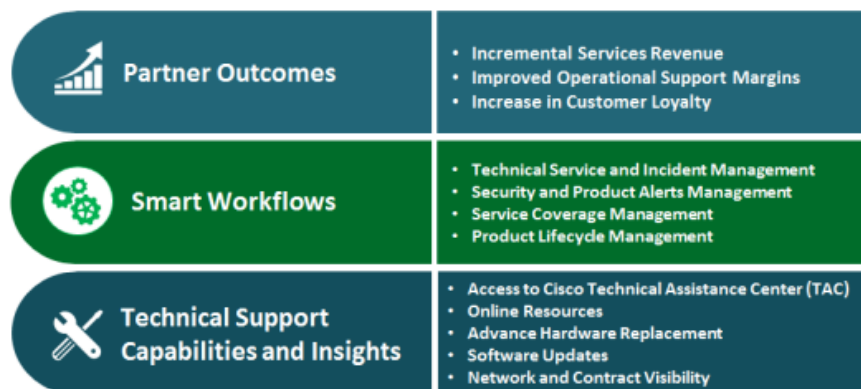 Partner Outcomes
• Incremental Services Revenue
• Improved Operational Support Margins
• Increase in Customer Loyalty
Smart Workflows
• Technical Service and Incident Management
• Security and Product Alerts Management
• Service Coverage Management
• Product Lifecycle Management
Technical Support
Capabilities and Insights
• Access to Cisco Technical Assistance Center (TAC)
• Online Resources
• Advance Hardware Replacement
• Software Updates
• Network and Contract Visibility